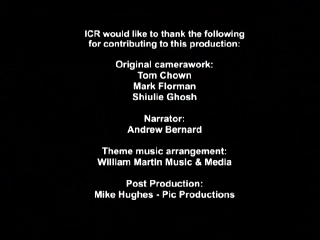 ICR would like to thank the following
for contributing to this production:
Original camerawork:
Tom Chown
Mark Florman
Shiulie Ghosh
Narrator:
Andrew Bernard
Theme music arrangement:
William Martin Music & Media
Post Production:
Mike Hughes - Pic Productions